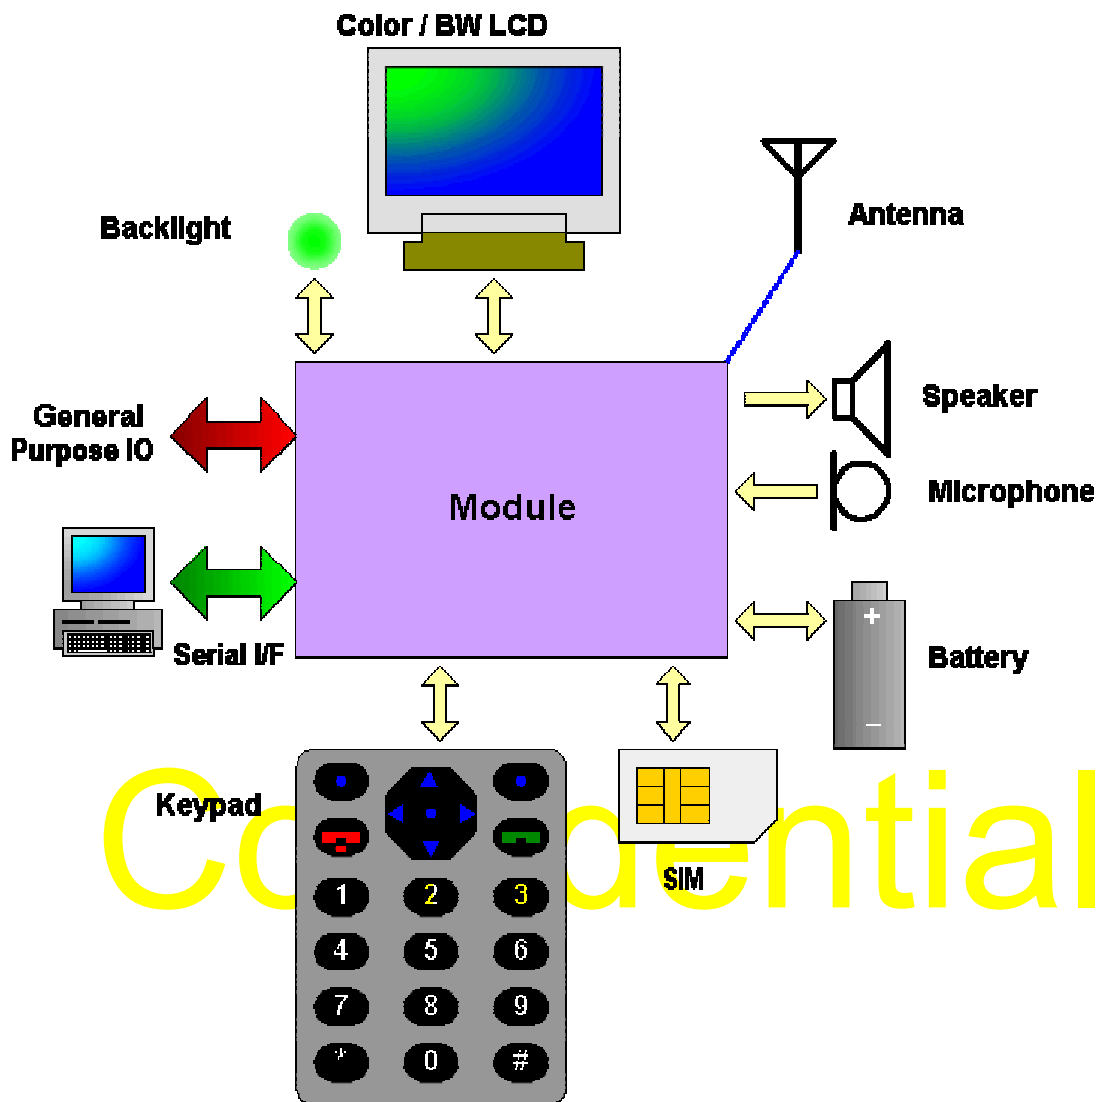 Color / BW LCD
Backlight
Antenna
General
Purpose IO
Speaker
Microphone
Module
Serial I/F
Battery
+
–
Keypad
Confidential
SIM
1 2 3
4 5 6
7 8 9
* 0 #